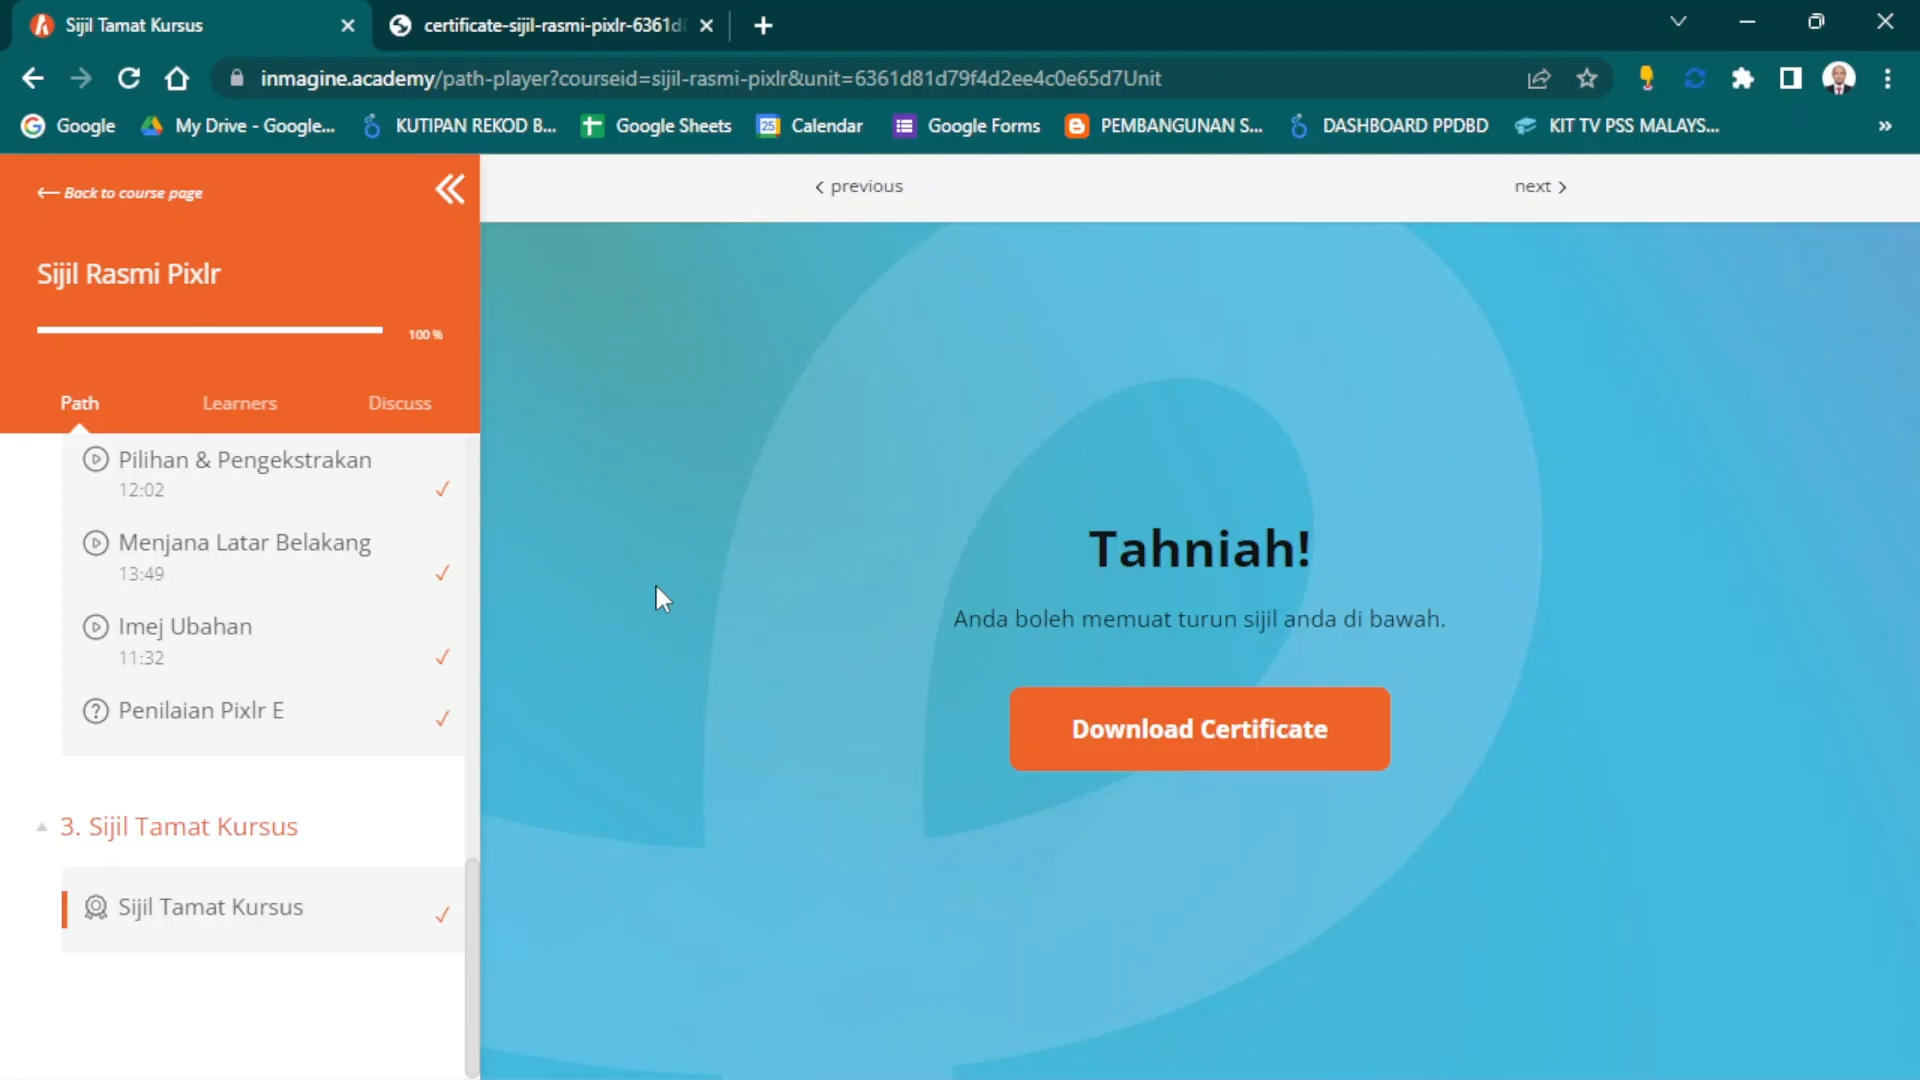 Sijil Tamat Kursus
certificate-sijil-rasmi-pixlr-6361d
inmagine.academy/path-player?courseid=sijil-rasmi-pixlr&unit=6361d81d79f4d2ee4c0e65d7Unit
Google
My Drive - Google...
KUTIPAN REKOD B...
Google Sheets
25
Calendar
Google Forms
PEMBANGUNAN S...
DASHBOARD PPDBD
KIT TV PSS MALAYS...
Back to course page
previous
next
Sijil Rasmi Pixlr
100 %
Path
Learners
Discuss
Pilihan & Pengekstrakan
12:02
Menjana Latar Belakang
13:49
Imej Ubahan
11:32
Penilaian Pixlr E
3. Sijil Tamat Kursus
Sijil Tamat Kursus
Tahniah!
Anda boleh memuat turun sijil anda di bawah.
Download Certificate